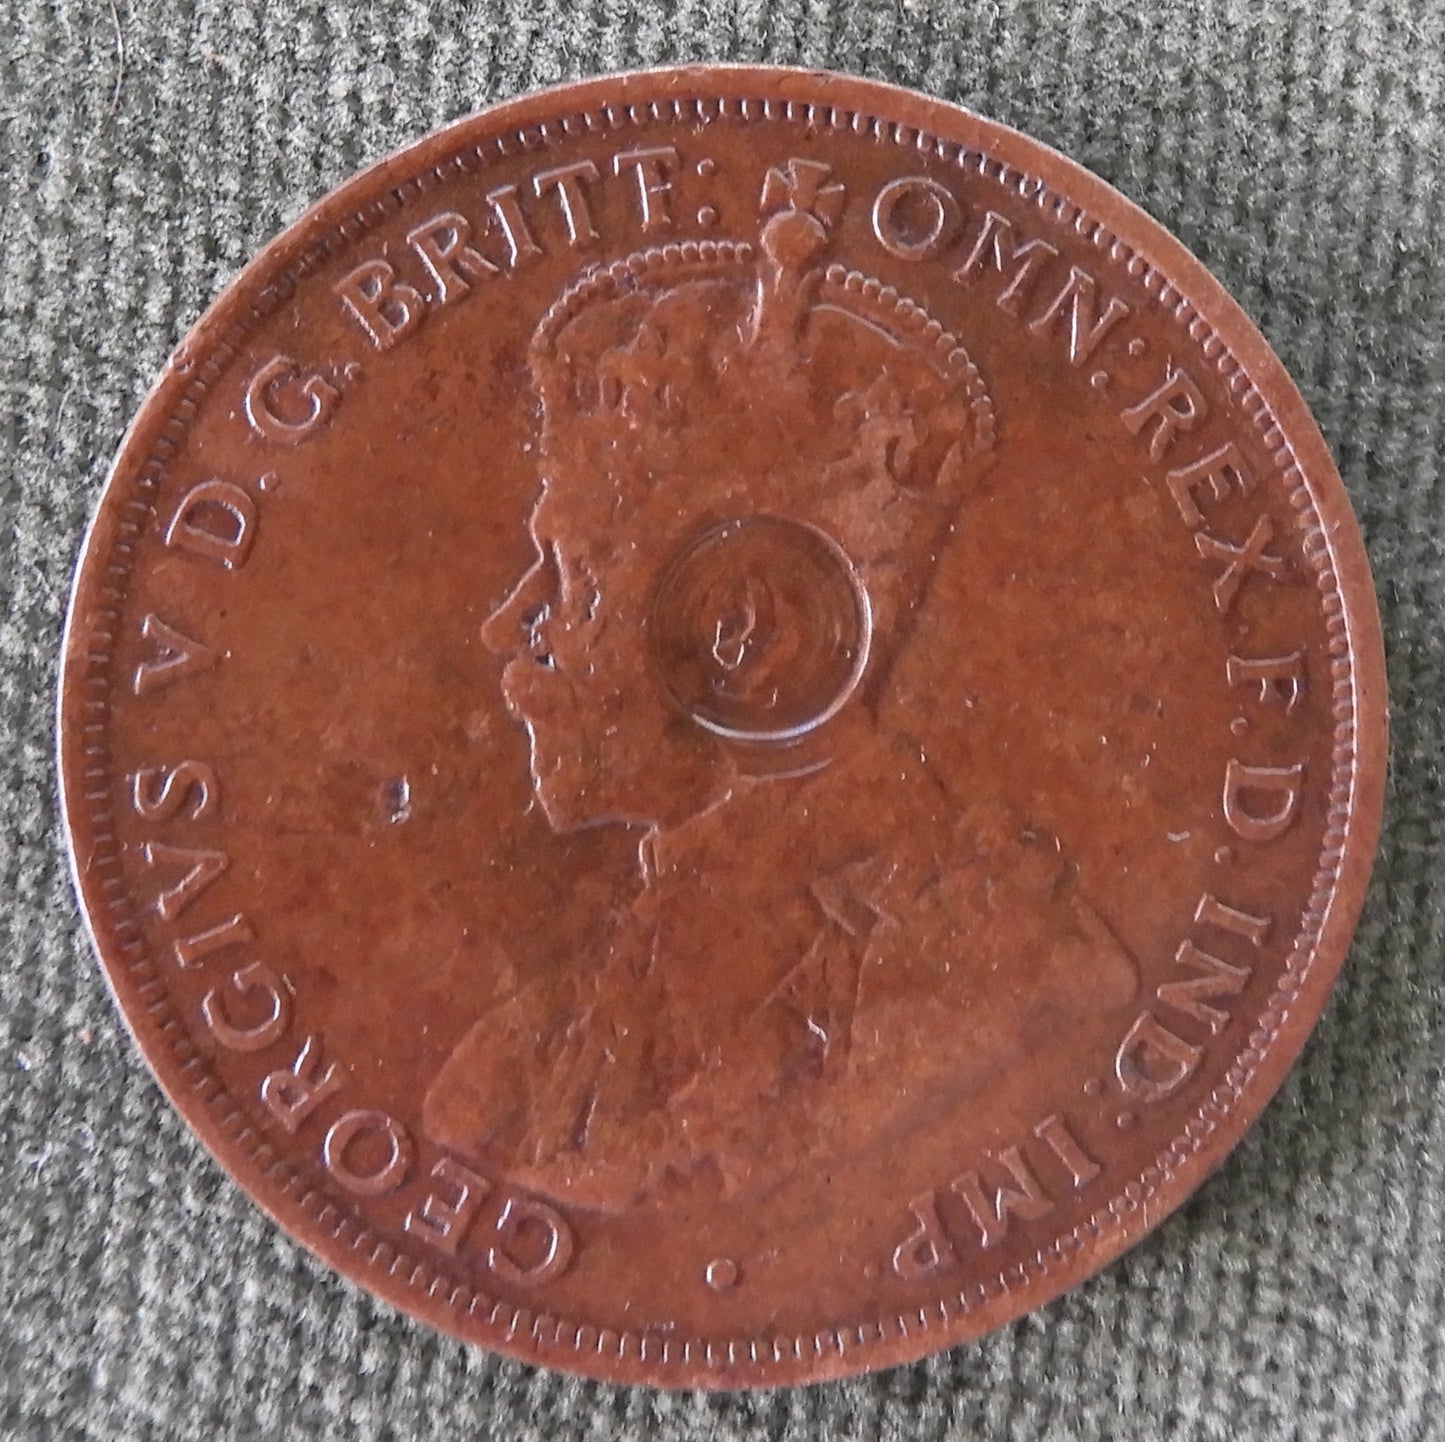 GEORGIVS V D.G.BRITT: OMN: REX.F.D.IND:IMP.